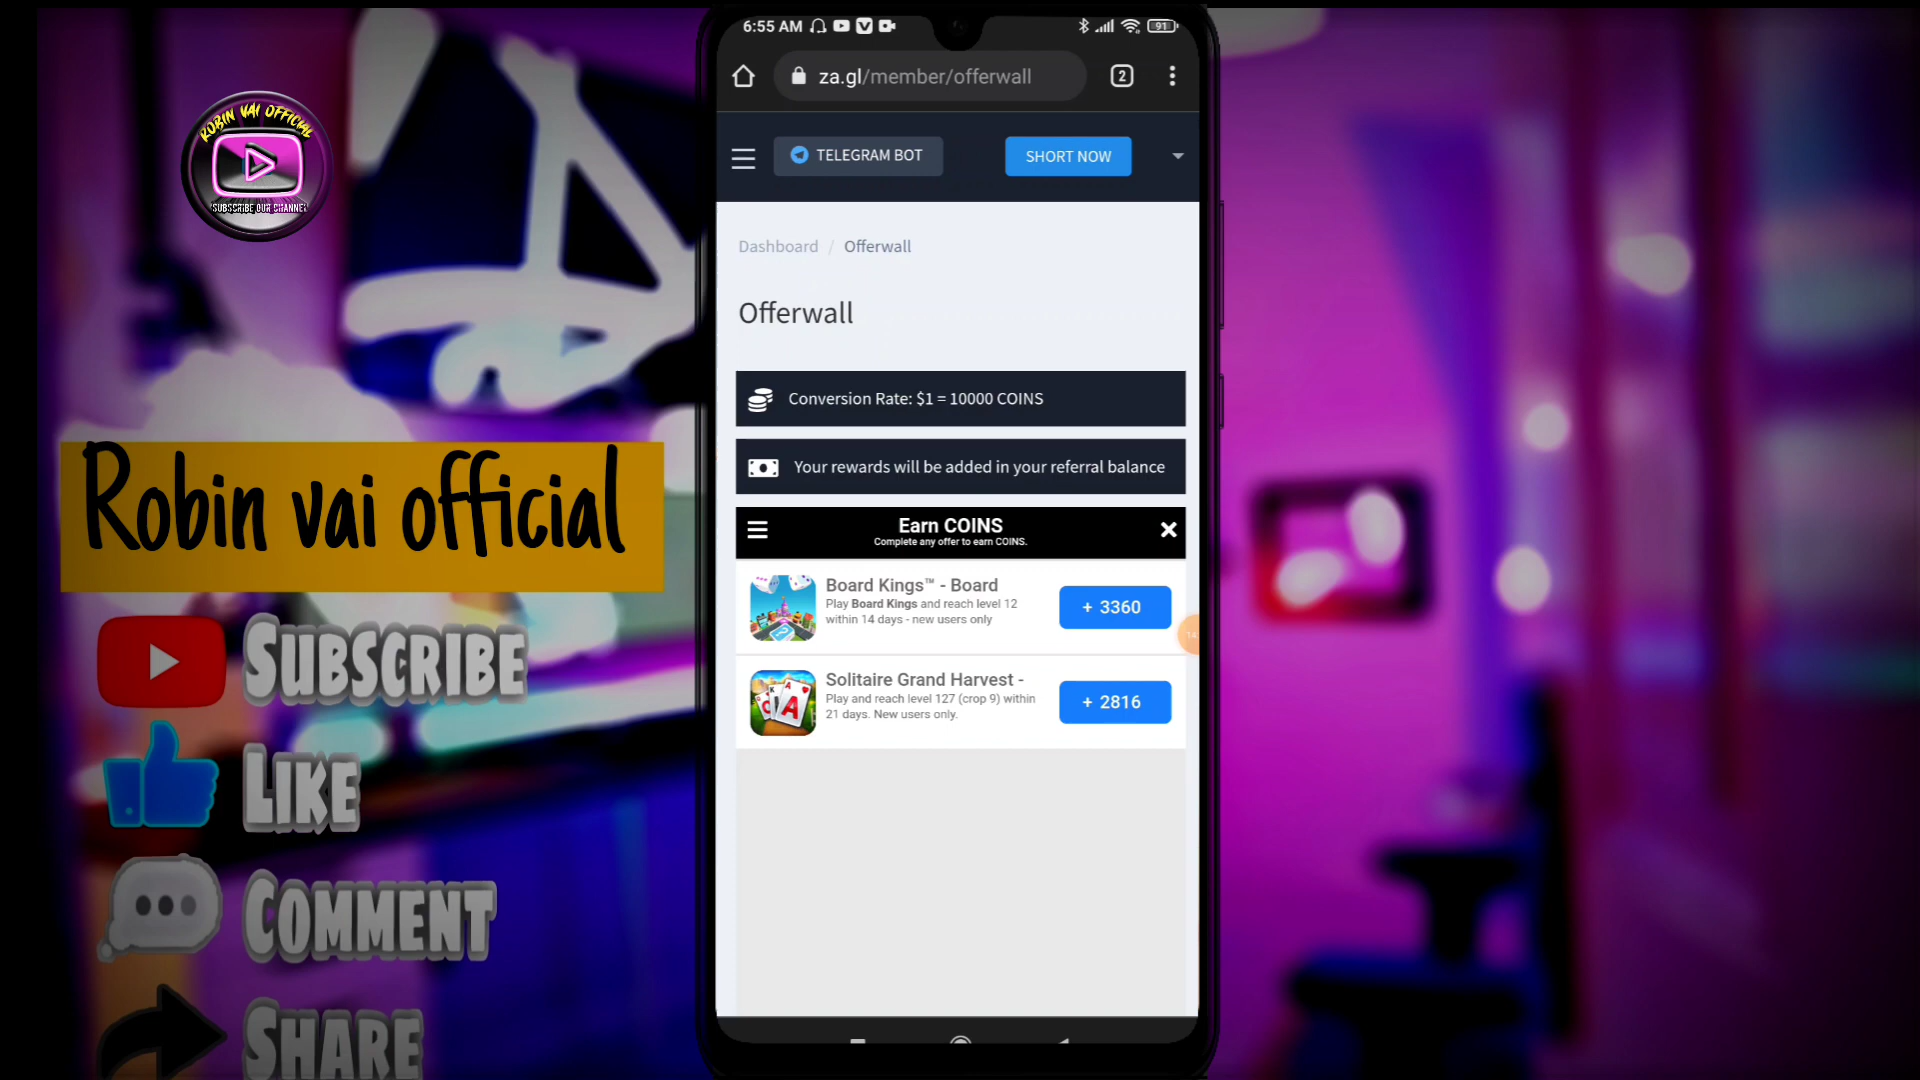 ROBIN VAI OFFICIAL
SUBSCRIBE OUR CHANNEL
Robin vai official
SUBSCRIBE
LIKE
COMMENT
SHARE
6:55 AM
91
za.gl/member/offerwall
2
TELEGRAM BOT
SHORT NOW
Dashboard / Offerwall
Offerwall
Conversion Rate: $1 = 10000 COINS
Your rewards will be added in your referral balance
Earn COINS
Complete any offer to earn COINS.
Board Kings™ - Board
Play Board Kings and reach level 12
within 14 days - new users only
+ 3360
Solitaire Grand Harvest -
Play and reach level 127 (crop 9) within
21 days. New users only.
+ 2816